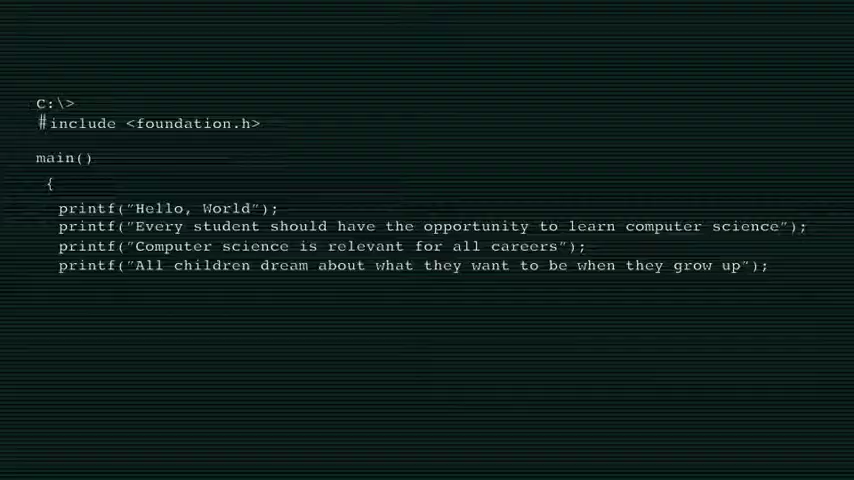 C:\>
#include <foundation.h>
main()
{
printf("Hello, World");
printf("Every student should have the opportunity to learn computer science");
printf("Computer science is relevant for all careers");
printf("All children dream about what they want to be when they grow up");